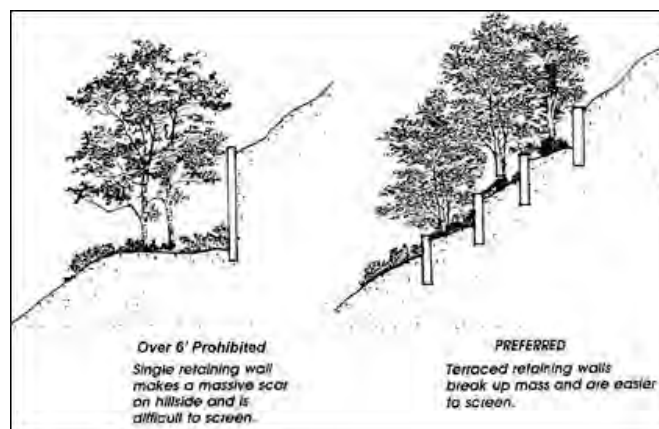 Over 6' Prohibited
Single retaining wall
makes a massive scar
on hillside and is
difficult to screen.
PREFERRED
Terraced retaining walls
break up mass and are easier
to screen.